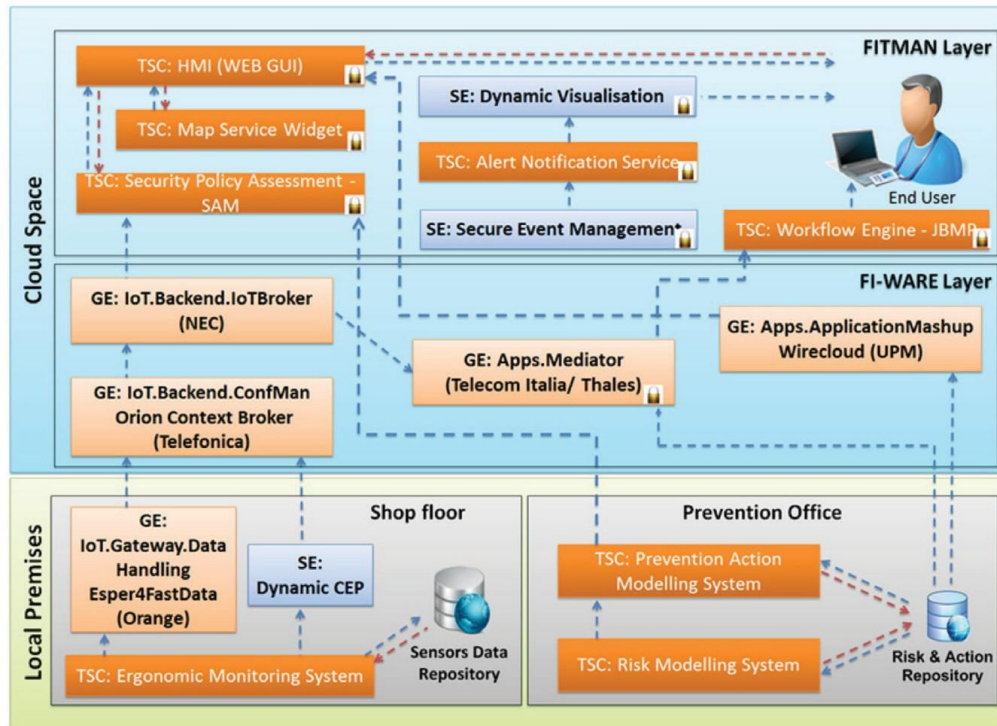 FITMAN Layer
TSC: HMI (WEB GUI)
SE: Dynamic Visualisation
TSC: Map Service Widget
TSC: Alert Notification Service
TSC: Security Policy Assessment -
SAM
End User
SE: Secure Event Management
TSC: Workflow Engine - JBMP
Cloud Space
FI-WARE Layer
GE: IoT.Backend.IoTBroker
(NEC)
GE: Apps.ApplicationMashup
Wirecloud (UPM)
GE: Apps.Mediator
(Telecom Italia/ Thales)
GE: IoT.Backend.ConfMan
Orion Context Broker
(Telefonica)
Local Premises
Shop floor
GE:
IoT.Gateway.Data
Handling
Esper4FastData
(Orange)
SE:
Dynamic CEP
Sensors Data
Repository
TSC: Ergonomic Monitoring System
Prevention Office
TSC: Prevention Action
Modelling System
TSC: Risk Modelling System
Risk & Action
Repository